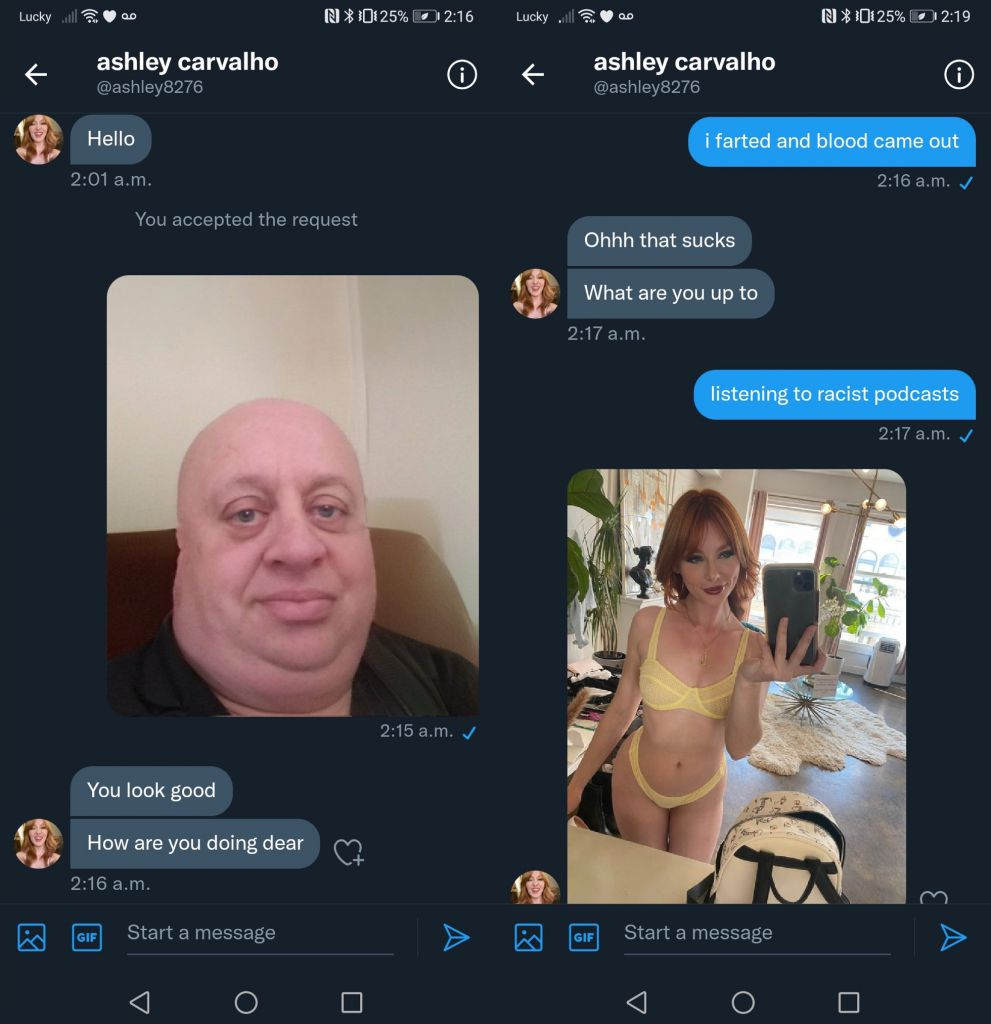 Lucky 25% 2:16
ashley carvalho
@ashley8276
Hello
2:01 a.m.
You accepted the request
2:15 a.m.
You look good
How are you doing dear
2:16 a.m.
GIF
Start a message
Lucky 25% 2:19
ashley carvalho
@ashley8276
i farted and blood came out
2:16 a.m.
Ohhh that sucks
What are you up to
2:17 a.m.
listening to racist podcasts
2:17 a.m.
GIF
Start a message